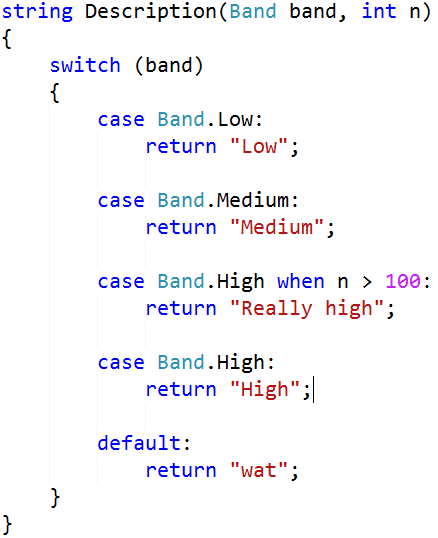 string Description(Band band, int n)
{
    switch (band)
    {
        case Band.Low:
            return "Low";

        case Band.Medium:
            return "Medium";

        case Band.High when n > 100:
            return "Really high";

        case Band.High:
            return "High";

        default:
            return "wat";
    }
}